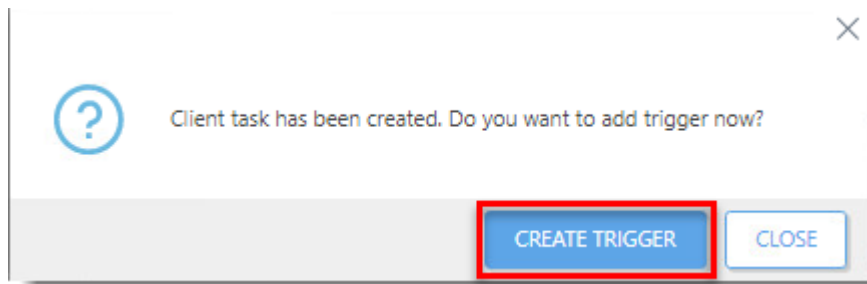 Client task has been created. Do you want to add trigger now?
CREATE TRIGGER
CLOSE